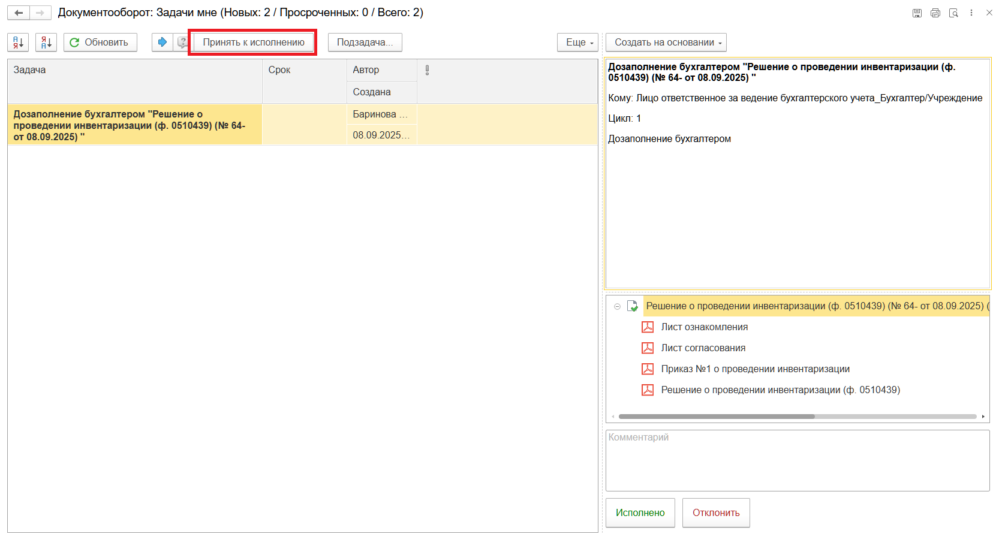 Документооборот: Задачи мне (Новых: 2 / Просроченных: 0 / Всего: 2)
Обновить
Принять к исполнению
Подзадача...
Еще
Создать на основании
Задача
Срок
Автор
Создана
Дозаполнение бухгалтером "Решение о
проведении инвентаризации (ф. 0510439) (№ 64-
от 08.09.2025) "
Баринова ...
08.09.2025...
Дозаполнение бухгалтером "Решение о проведении инвентаризации (ф.
0510439) (№ 64- от 08.09.2025) "
Кому: Лицо ответственное за ведение бухгалтерского учета_Бухгалтер/Учреждение
Цикл: 1
Дозаполнение бухгалтером
Решение о проведении инвентаризации (ф. 0510439) (№ 64- от 08.09.2025) (
Лист ознакомления
Лист согласования
Приказ №1 о проведении инвентаризации
Решение о проведении инвентаризации (ф. 0510439)
Комментарий
Исполнено
Отклонить